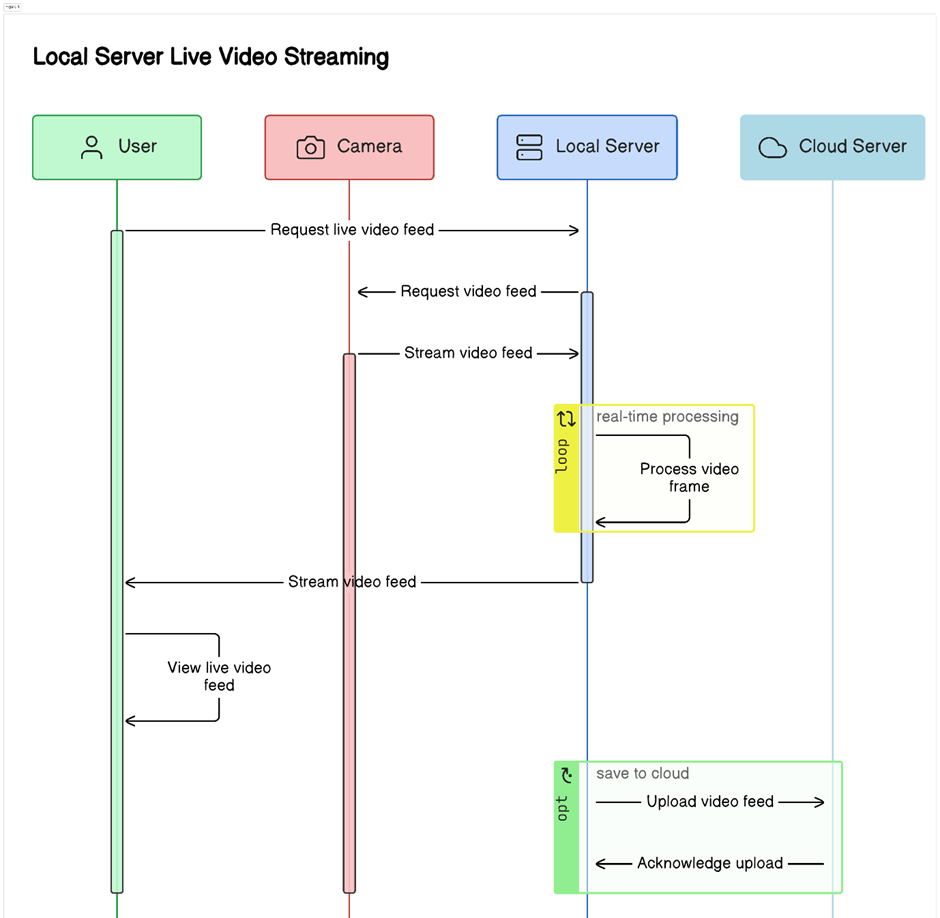 Local Server Live Video Streaming
User
Camera
Local Server
Cloud Server
Request live video feed
Request video feed
Stream video feed
loop
real-time processing
Process video
frame
Stream video feed
View live video
feed
opt
save to cloud
Upload video feed
Acknowledge upload